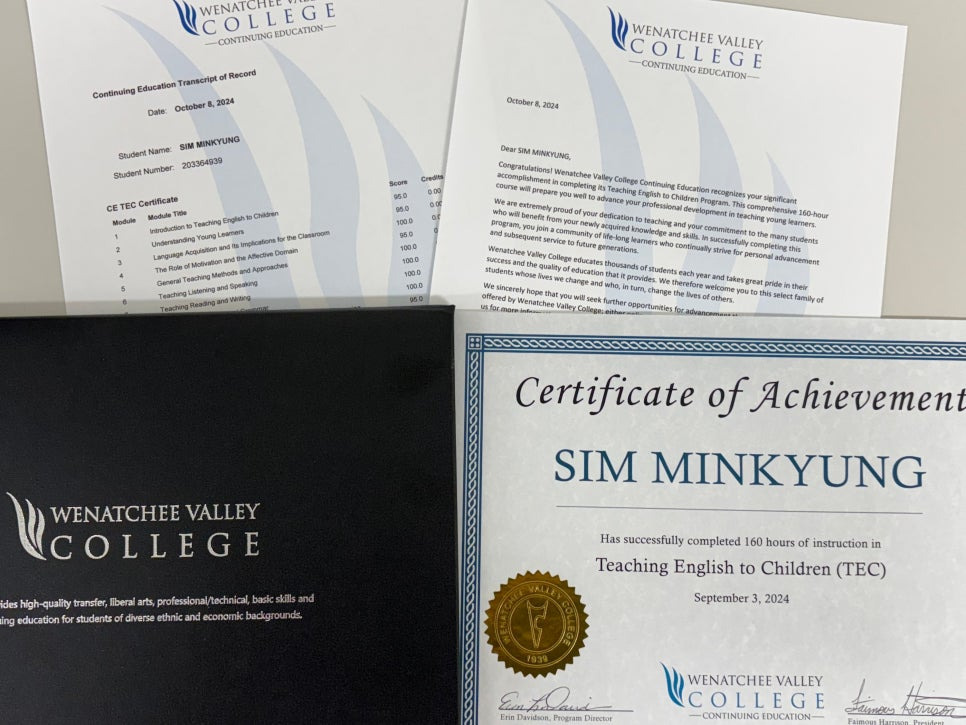 WENATCHEE VALLEY
COLLEGE
CONTINUING EDUCATION
Continuing Education Transcript of Record
Date: October 8, 2024
Student Name: SIM MINKYUNG
Student Number: 203364939
CE TEC Certificate
Module Module Title Score Credits
1 Introduction to Teaching English to Children 95.0 0.00
2 Understanding Young Learners 95.0
3 Language Acquisition and Its Implications for the Classroom 100.0
4 The Role of Motivation and the Affective Domain 95.0
5 General Teaching Methods and Approaches 100.0
6 Teaching Listening and Speaking 100.0
Teaching Reading and Writing 100.0
95.0
WENATCHEE VALLEY
COLLEGE
CONTINUING EDUCATION
October 8, 2024
Dear SIM MINKYUNG,
Congratulations! Wenatchee Valley College Continuing Education recognizes your significant
accomplishment in completing its Teaching English to Children Program. This comprehensive 160-hour
course will prepare you well to advance your professional development in teaching young learners.
We are extremely proud of your dedication to teaching and your commitment to the many students
who will benefit from your newly acquired knowledge and skills. In successfully completing this
program, you join a community of life-long learners who continually strive for personal advancement
and subsequent service to future generations.
Wenatchee Valley College educates thousands of students each year and takes great pride in their
success and the quality of education that it provides. We therefore welcome you to this select family of
students whose lives we change and who, in turn, change the lives of others.
We sincerely hope that you will seek further opportunities for advancement
offered by Wenatchee Valley College; either
us for more
WENATCHEE VALLEY
COLLEGE
ides high-quality transfer, liberal arts, professional/technical, basic skills and
ing education for students of diverse ethnic and economic backgrounds.
Certificate of Achievement
SIM MINKYUNG
Has successfully completed 160 hours of instruction in
Teaching English to Children (TEC)
September 3, 2024
WENATCHEE VALLEY COLLEGE
1939
WENATCHEE VALLEY
COLLEGE
CONTINUING EDUCATION
Erin Davidson, Program Director
Faimous Harrison, President